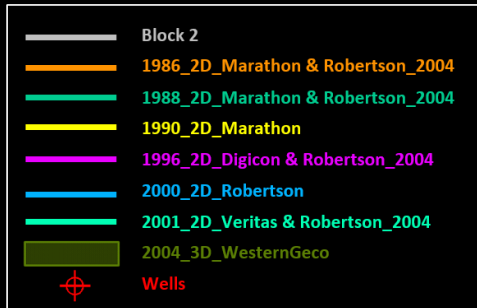 Block 2
1986_2D_Marathon & Robertson_2004
1988_2D_Marathon & Robertson_2004
1990_2D_Marathon
1996_2D_Digicon & Robertson_2004
2000_2D_Robertson
2001_2D_Veritas & Robertson_2004
2004_3D_WesternGeco
Wells